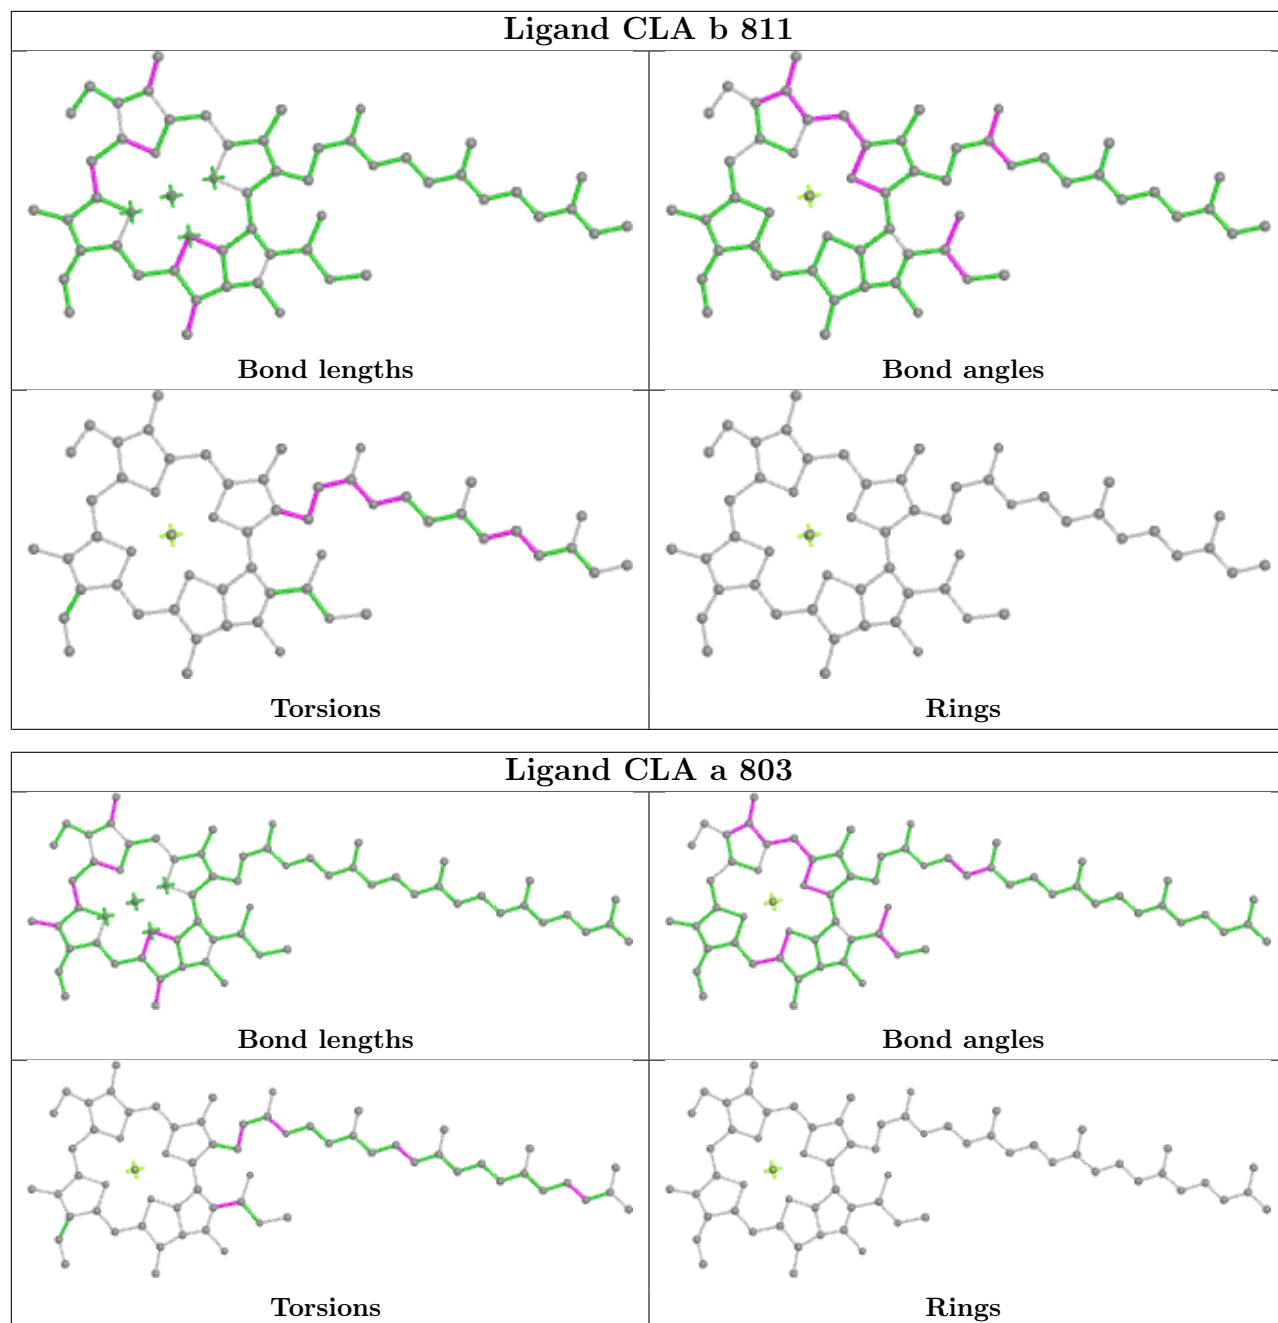 Ligand CLA b 811
Bond lengths
Bond angles
Torsions
Rings
Ligand CLA a 803
Bond lengths
Bond angles
Torsions
Rings